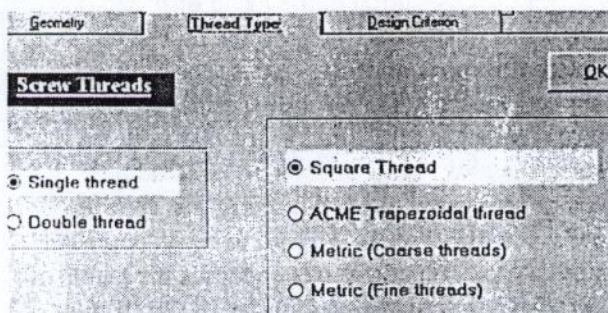 Geometry
Thread Type
Design Criterion
OK
Screw Threads
Single thread
Double thread
Square Thread
ACME Trapezoidal thread
Metric (Coarse threads)
Metric (Fine threads)